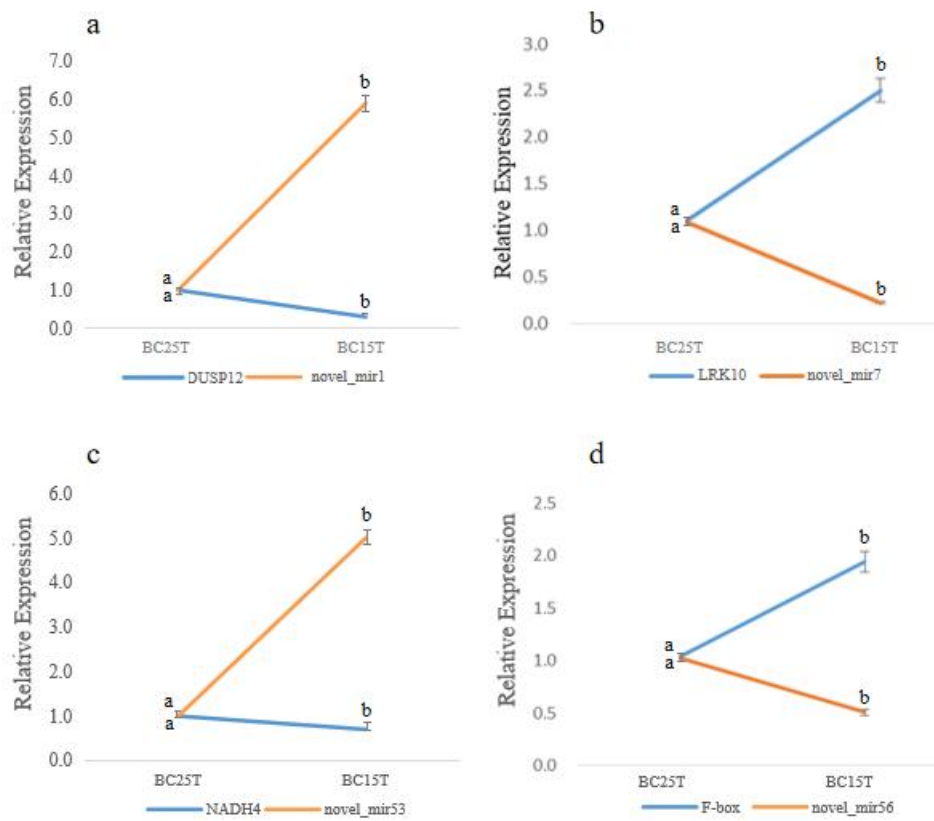 a
Relative Expression
7.0
6.0
5.0
4.0
3.0
2.0
1.0
0.0
b
a
a
b
BC25T BC15T
DUSP12 novel_mir1
b
Relative Expression
3.0
2.5
2.0
1.5
1.0
0.5
0.0
b
a
a
b
BC25T BC15T
LRK10 novel_mir7
c
Relative Expression
6.0
5.0
4.0
3.0
2.0
1.0
0.0
b
a
a
b
BC25T BC15T
NADH4 novel_mir53
d
Relative Expression
2.5
2.0
1.5
1.0
0.5
0.0
b
a
a
b
BC25T BC15T
F-box novel_mir56